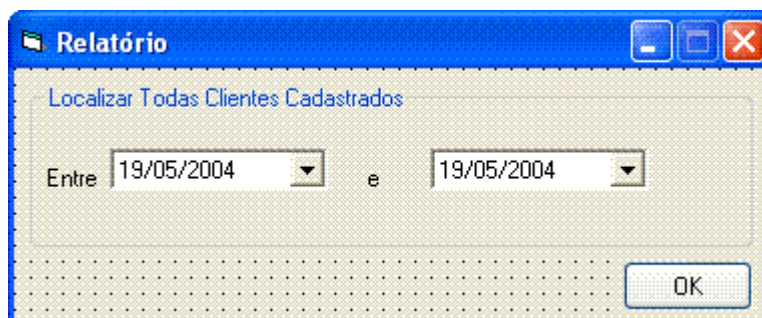 Relatório
Localizar Todas Clientes Cadastrados
Entre 19/05/2004 e 19/05/2004
OK